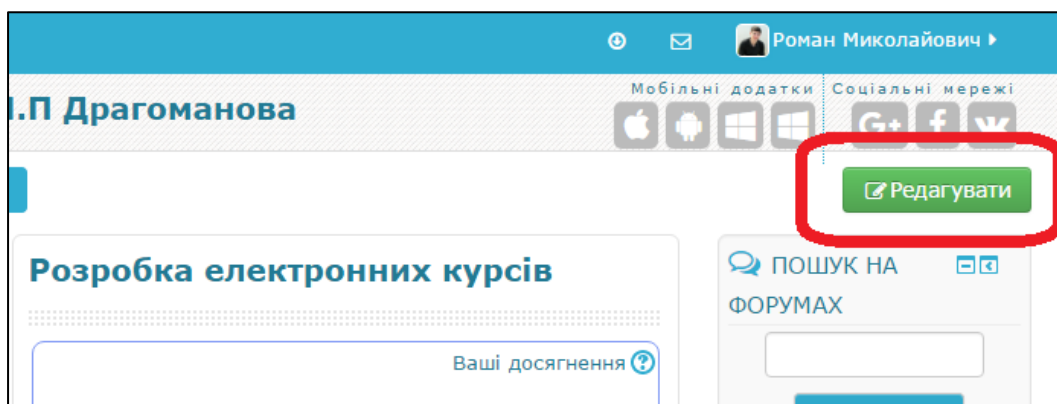 Роман Миколайович
.П Драгоманова
Мобільні додатки
Соціальні мережі
G+ f
Редагувати
Розробка електронних курсів
ПОШУК НА
ФОРУМАХ
Ваші досягнення